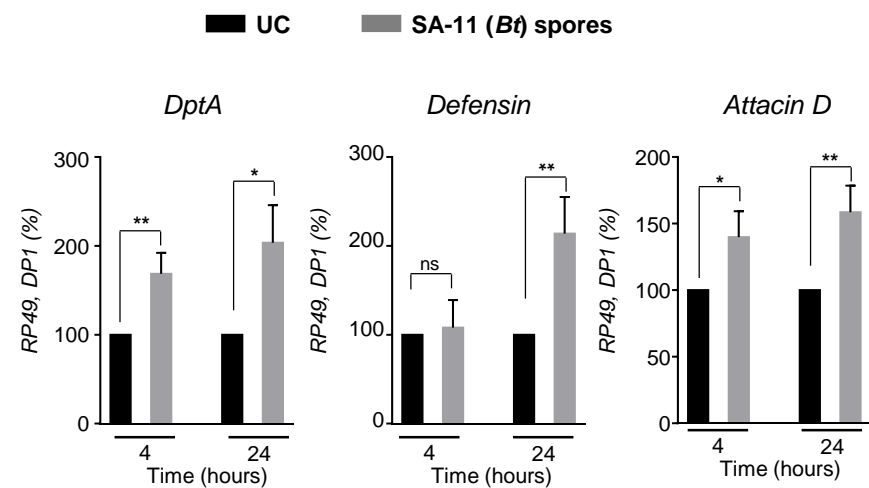 UC SA-11 (Bt) spores
DptA
RP49, DP1 (%)
300
200
100
0
**
*
4 24
Time (hours)
Defensin
RP49, DP1 (%)
300
200
100
0
ns
**
4 24
Time (hours)
Attacin D
RP49, DP1 (%)
200
150
100
50
0
*
**
4 24
Time (hours)